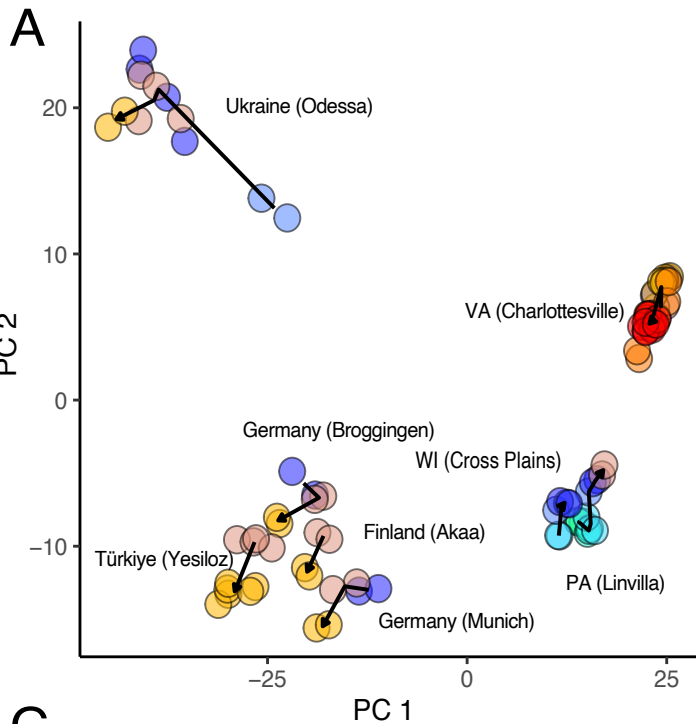 A
20
Ukraine (Odessa)
10
VA (Charlottesville)
PC 2
0
Germany (Broggingen)
WI (Cross Plains)
Finland (Akaa)
−10
Türkiye (Yesiloz)
PA (Linvilla)
Germany (Munich)
−25
0
25
PC 1
C